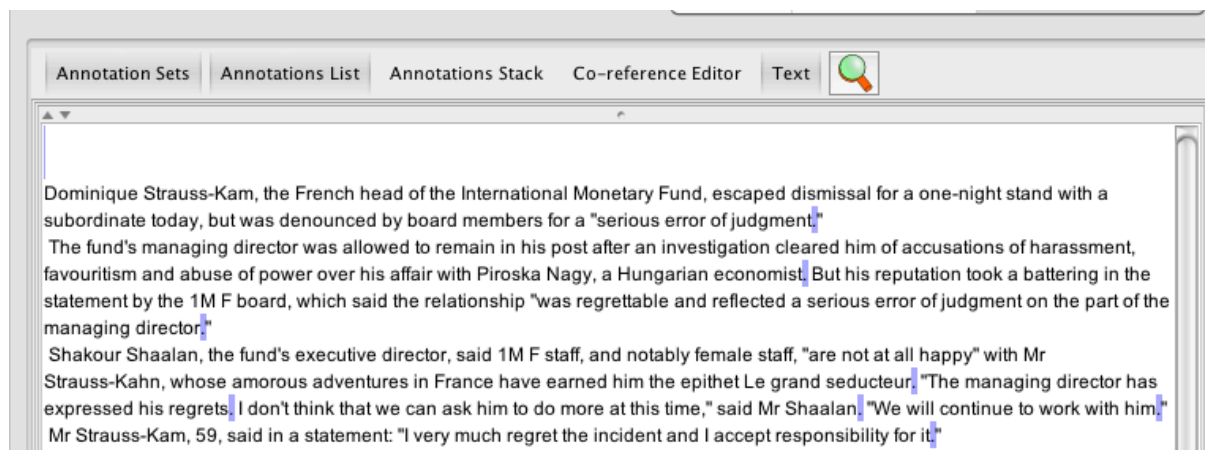 Annotation Sets Annotations List Annotations Stack Co-reference Editor Text
Dominique Strauss-Kam, the French head of the International Monetary Fund, escaped dismissal for a one-night stand with a
subordinate today, but was denounced by board members for a "serious error of judgment."
The fund's managing director was allowed to remain in his post after an investigation cleared him of accusations of harassment,
favouritism and abuse of power over his affair with Piroska Nagy, a Hungarian economist. But his reputation took a battering in the
statement by the 1M F board, which said the relationship "was regrettable and reflected a serious error of judgment on the part of the
managing director."
Shakour Shaalan, the fund's executive director, said 1M F staff, and notably female staff, "are not at all happy" with Mr
Strauss-Kahn, whose amorous adventures in France have earned him the epithet Le grand seducteur. "The managing director has
expressed his regrets. I don't think that we can ask him to do more at this time," said Mr Shaalan. "We will continue to work with him."
Mr Strauss-Kam, 59, said in a statement: "I very much regret the incident and I accept responsibility for it."